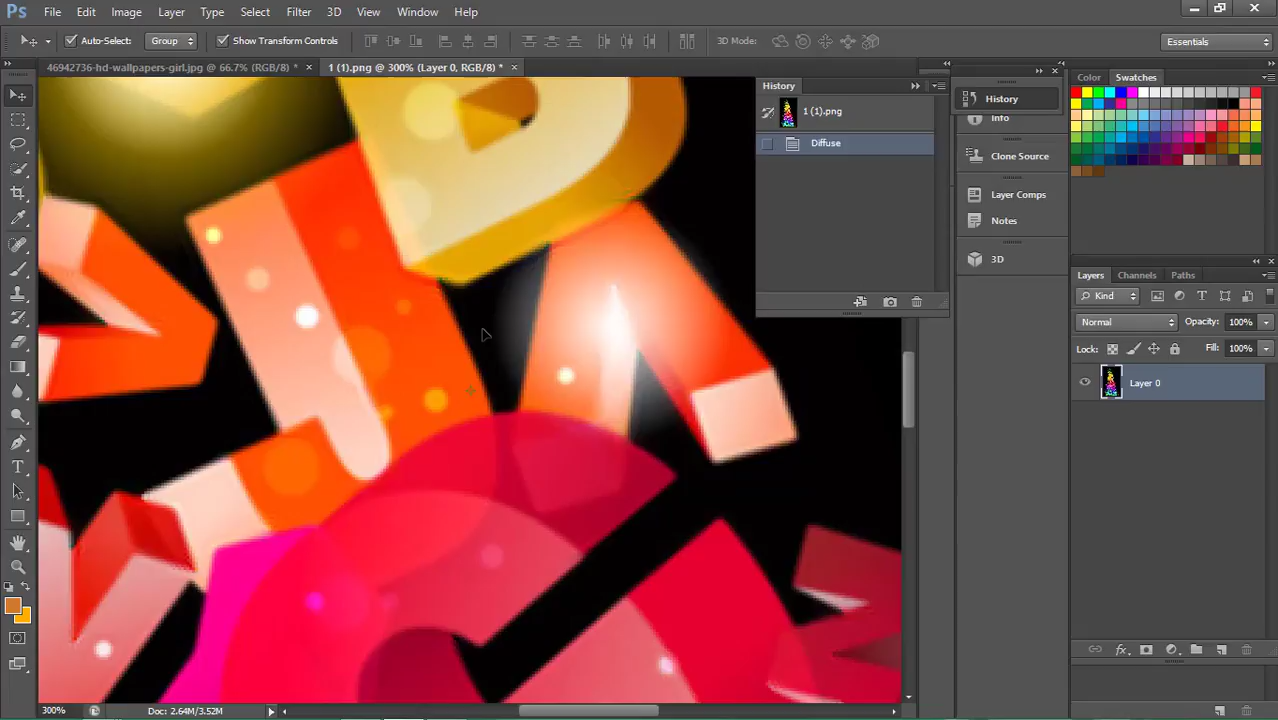 Ps File Edit Image Layer Type Select Filter 3D View Window Help
Auto-Select: Group Show Transform Controls 3D Mode: Essentials
46942736-hd-wallpapers-girl.jpg @ 66.7% (RGB/8) * × 1 (1).png @ 300% (Layer 0, RGB/8) * ×
History
1 (1).png
Diffuse
History
Info
Clone Source
Layer Comps
Notes
3D
Color Swatches
Layers Channels Paths
Kind
Normal Opacity: 100%
Lock: Fill: 100%
Layer 0
300% Doc: 2.64M/3.52M